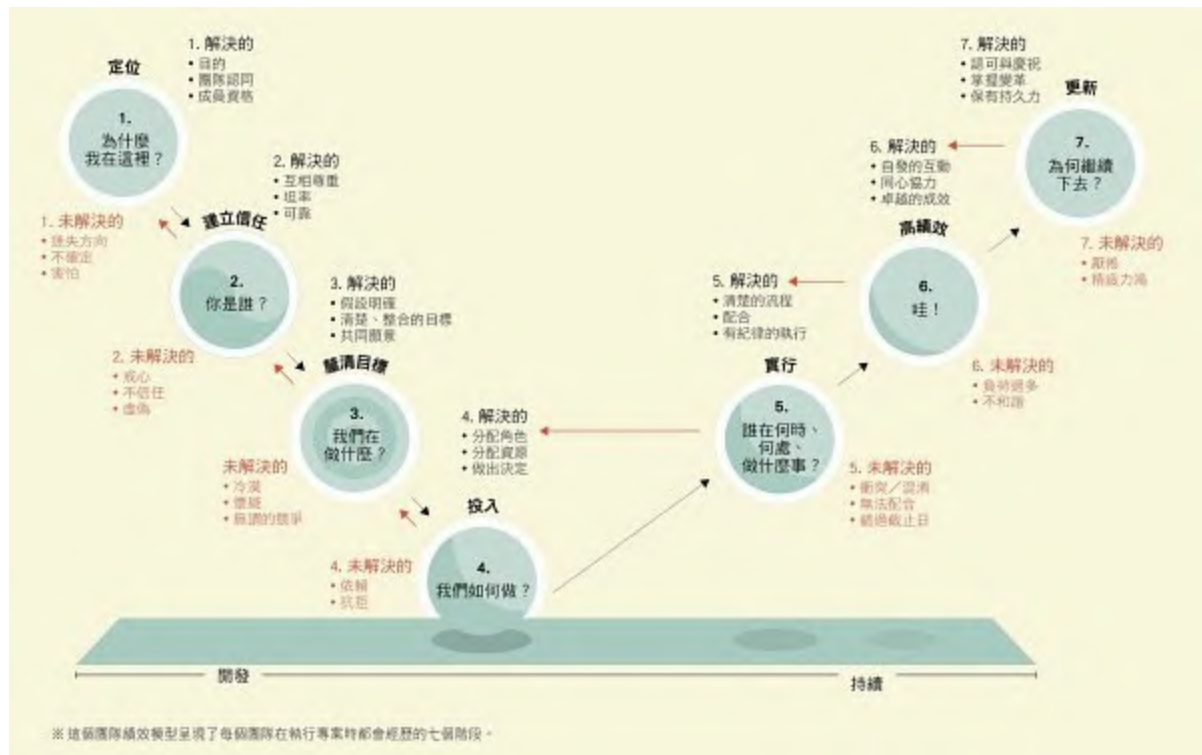 定位
1.
為什麼
我在這裡？
1. 解決的
• 目的
• 團隊認同
• 成員資格
1. 未解決的
• 迷失方向
• 不確定
• 害怕
建立信任
2.
你是誰？
2. 解決的
• 互相尊重
• 坦率
• 可靠
2. 未解決的
• 戒心
• 不信任
• 虛偽
釐清目標
3.
我們在
做什麼？
3. 解決的
• 假設明確
• 清楚、整合的目標
• 共同願景
未解決的
• 冷漠
• 懷疑
投入
4.
我們如何做？
4. 解決的
• 分配角色
• 分配資源
• 做出決定
4. 未解決的
• 依賴
• 抗拒
實行
5.
誰在何時、
何處、
做什麼事？
5. 解決的
• 清楚的流程
• 配合
• 有紀律的執行
5. 未解決的
• 衝突／混淆
• 無法配合
• 錯過截止日
高績效
6.
哇！
6. 解決的
• 自發的互動
• 同心協力
• 卓越的成效
6. 未解決的
• 負荷過多
• 不和諧
更新
7.
為何繼續
下去？
7. 解決的
• 認可與慶祝
• 掌握變革
• 保有持久力
7. 未解決的
• 厭倦
• 精疲力竭
開發
持續
※ 這個團隊績效模型呈現了每個團隊在執行專案時都會經歷的七個階段。